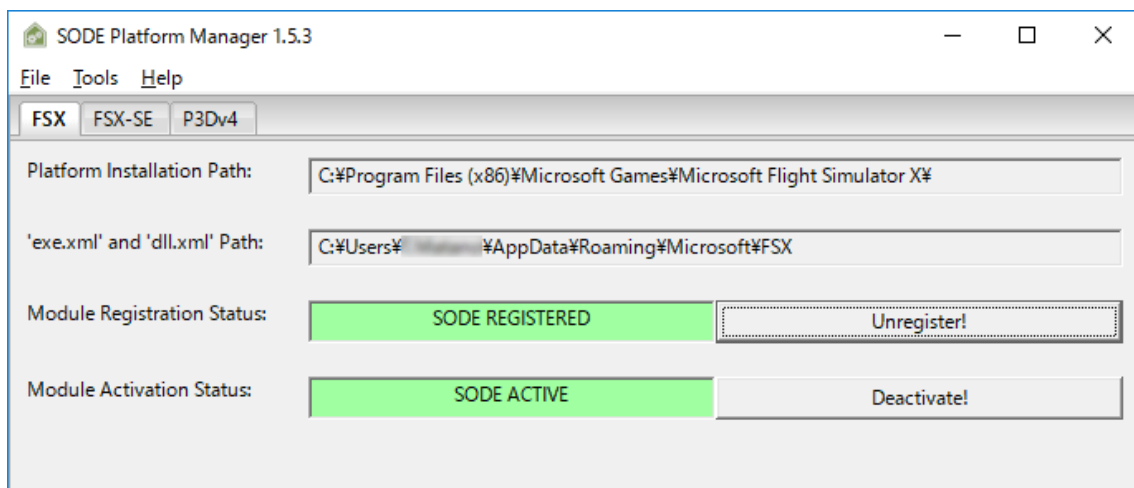 SODE Platform Manager 1.5.3
File Tools Help
FSX FSX-SE P3Dv4
Platform Installation Path: C:¥Program Files (x86)¥Microsoft Games¥Microsoft Flight Simulator X¥
'exe.xml' and 'dll.xml' Path: C:¥Users¥ ¥AppData¥Roaming¥Microsoft¥FSX
Module Registration Status: SODE REGISTERED Unregister!
Module Activation Status: SODE ACTIVE Deactivate!